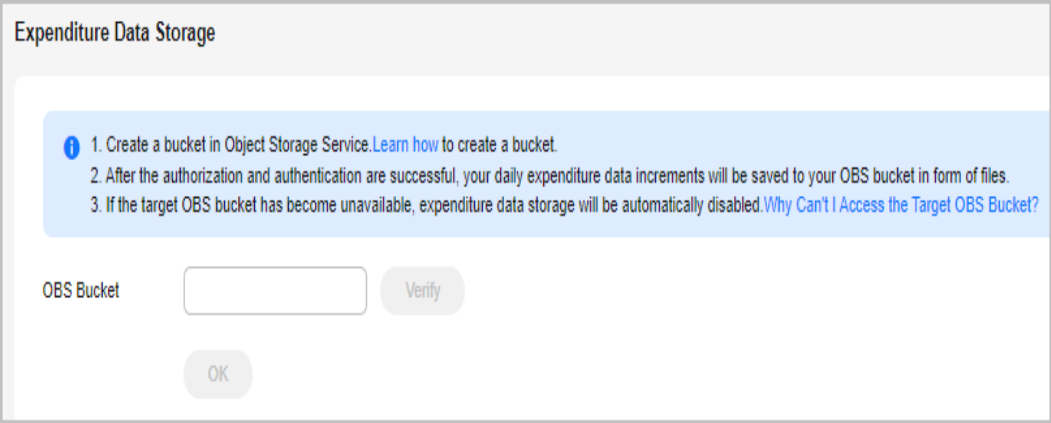 Expenditure Data Storage
1. Create a bucket in Object Storage Service.Learn how to create a bucket.
2. After the authorization and authentication are successful, your daily expenditure data increments will be saved to your OBS bucket in form of files.
3. If the target OBS bucket has become unavailable, expenditure data storage will be automatically disabled.Why Can't I Access the Target OBS Bucket?
OBS Bucket Verify
OK